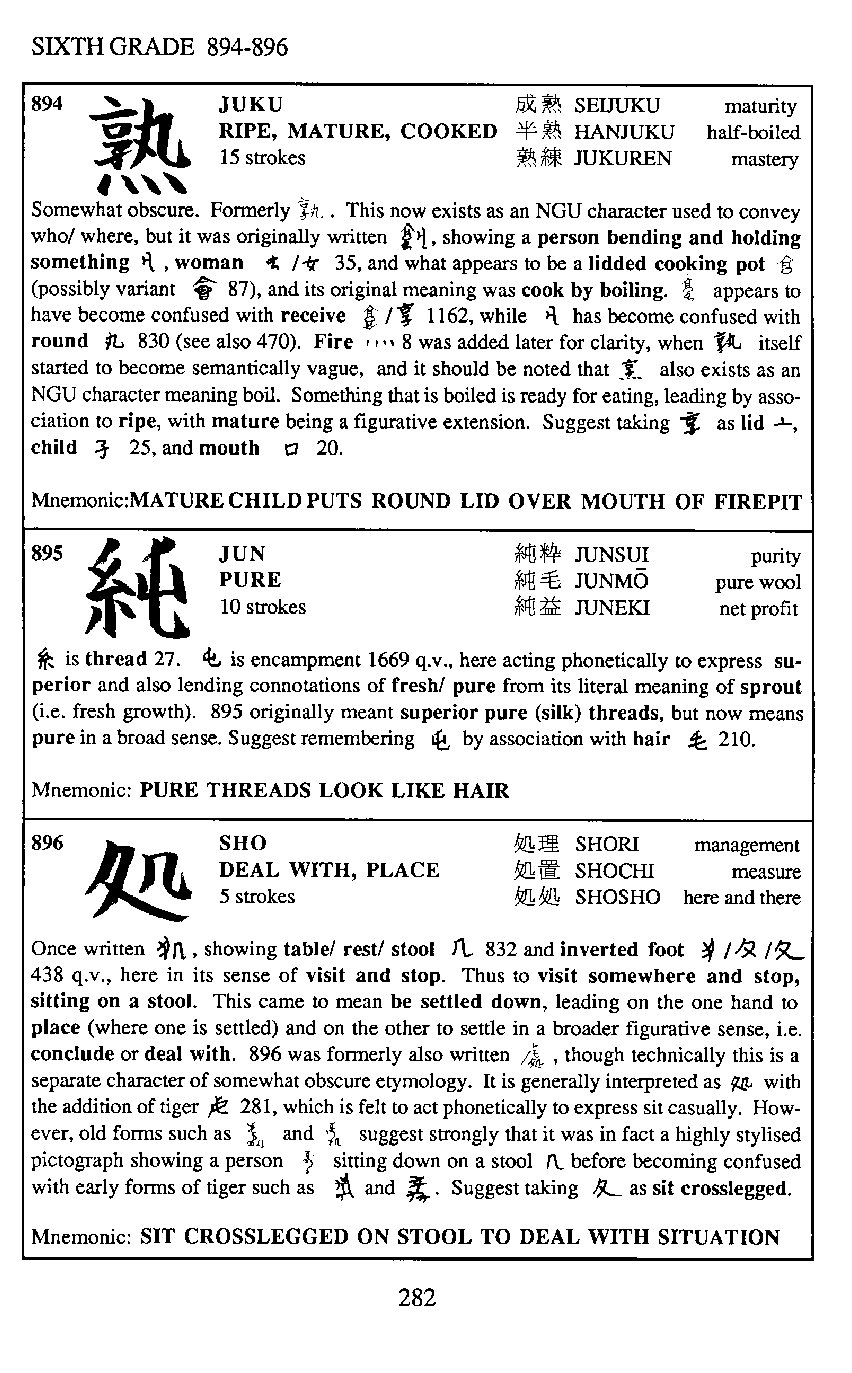 SIXTH GRADE 894-896
894 熟 JUKU 成熟 SEIJUKU maturity
RIPE, MATURE, COOKED 半熟 HANJUKU half-boiled
15 strokes 熟練 JUKUREN mastery
Somewhat obscure. Formerly 孰. This now exists as an NGU character used to convey
who/ where, but it was originally written , showing a person bending and holding
something , woman / 35, and what appears to be a lidded cooking pot
(possibly variant 87), and its original meaning was cook by boiling. appears to
have become confused with receive / 享 1162, while has become confused with
round 丸 830 (see also 470). Fire 灬 8 was added later for clarity, when 孰 itself
started to become semantically vague, and it should be noted that 烹 also exists as an
NGU character meaning boil. Something that is boiled is ready for eating, leading by asso-
ciation to ripe, with mature being a figurative extension. Suggest taking 享 as lid 亠,
child 子 25, and mouth 口 20.
Mnemonic:MATURE CHILD PUTS ROUND LID OVER MOUTH OF FIREPIT
895 純 JUN 純粋 JUNSUI purity
PURE 純毛 JUNMŌ pure wool
10 strokes 純益 JUNEKI net profit
糸 is thread 27. 屯 is encampment 1669 q.v., here acting phonetically to express su-
perior and also lending connotations of fresh/ pure from its literal meaning of sprout
(i.e. fresh growth). 895 originally meant superior pure (silk) threads, but now means
pure in a broad sense. Suggest remembering 屯 by association with hair 毛 210.
Mnemonic: PURE THREADS LOOK LIKE HAIR
896 処 SHO 処理 SHORI management
DEAL WITH, PLACE 処置 SHOCHI measure
5 strokes 処処 SHOSHO here and there
Once written , showing table/ rest/ stool 几 832 and inverted foot / 夂 / 夂
438 q.v., here in its sense of visit and stop. Thus to visit somewhere and stop,
sitting on a stool. This came to mean be settled down, leading on the one hand to
place (where one is settled) and on the other to settle in a broader figurative sense, i.e.
conclude or deal with. 896 was formerly also written 處, though technically this is a
separate character of somewhat obscure etymology. It is generally interpreted as 処 with
the addition of tiger 虎 281, which is felt to act phonetically to express sit casually. How-
ever, old forms such as and suggest strongly that it was in fact a highly stylised
pictograph showing a person sitting down on a stool 几 before becoming confused
with early forms of tiger such as and . Suggest taking 夂 as sit crosslegged.
Mnemonic: SIT CROSSLEGGED ON STOOL TO DEAL WITH SITUATION
282